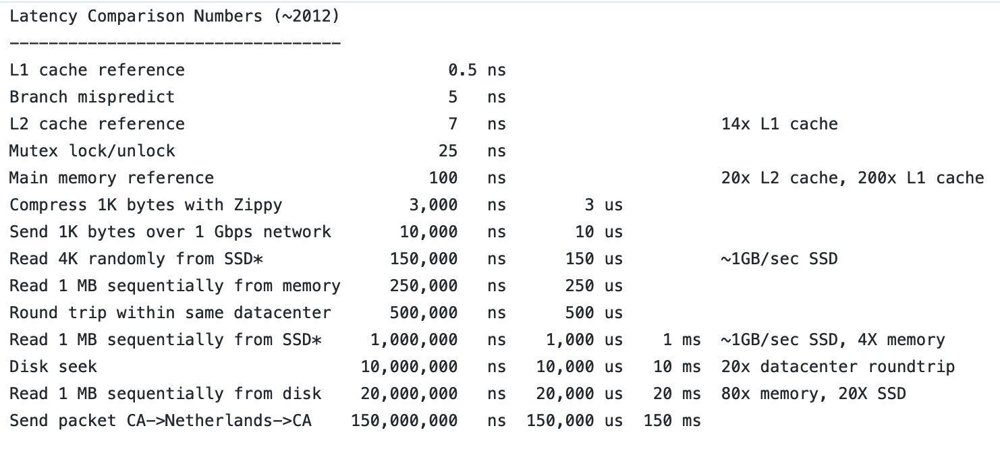 Latency Comparison Numbers (~2012)
----------------------------------
L1 cache reference                           0.5 ns
Branch mispredict                            5   ns
L2 cache reference                           7   ns                      14x L1 cache
Mutex lock/unlock                           25   ns
Main memory reference                      100   ns                      20x L2 cache, 200x L1 cache
Compress 1K bytes with Zippy             3,000   ns        3 us
Send 1K bytes over 1 Gbps network       10,000   ns       10 us
Read 4K randomly from SSD*             150,000   ns      150 us          ~1GB/sec SSD
Read 1 MB sequentially from memory     250,000   ns      250 us
Round trip within same datacenter      500,000   ns      500 us
Read 1 MB sequentially from SSD*     1,000,000   ns    1,000 us    1 ms  ~1GB/sec SSD, 4X memory
Disk seek                           10,000,000   ns   10,000 us   10 ms  20x datacenter roundtrip
Read 1 MB sequentially from disk    20,000,000   ns   20,000 us   20 ms  80x memory, 20X SSD
Send packet CA->Netherlands->CA    150,000,000   ns  150,000 us  150 ms